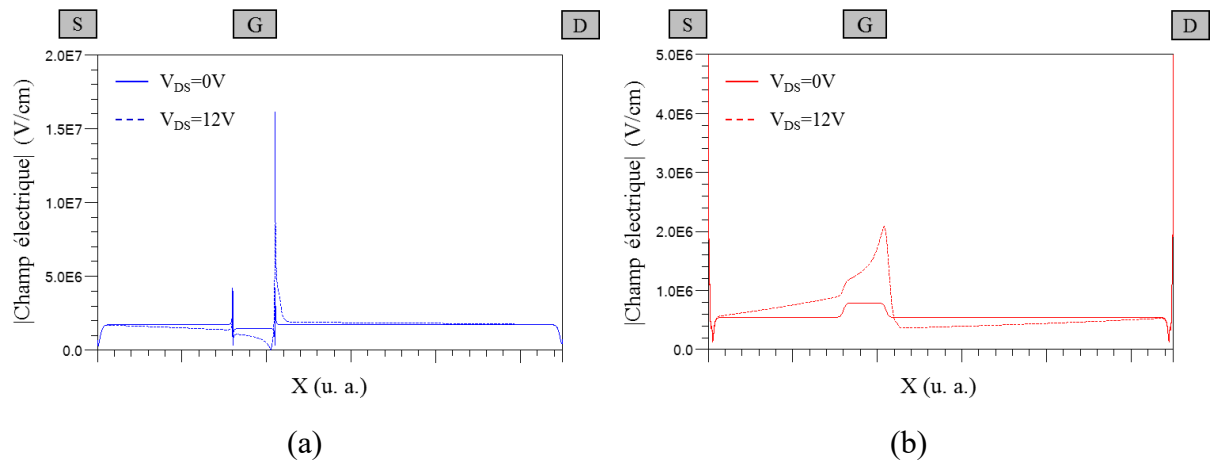 S G D
2.0E7
1.5E7
1.0E7
5.0E6
0.0
|Champ électrique| (V/cm)
V_DS=0V
V_DS=12V
X (u. a.)
(a)
S G D
5.0E6
4.0E6
3.0E6
2.0E6
1.0E6
0.0
|Champ électrique| (V/cm)
V_DS=0V
V_DS=12V
X (u. a.)
(b)